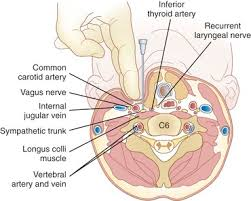 Inferior
thyroid artery
Recurrent
laryngeal nerve
Common
carotid artery
Vagus nerve
Internal
jugular vein
Sympathetic trunk
Longus colli
muscle
Vertebral
artery and vein
C6